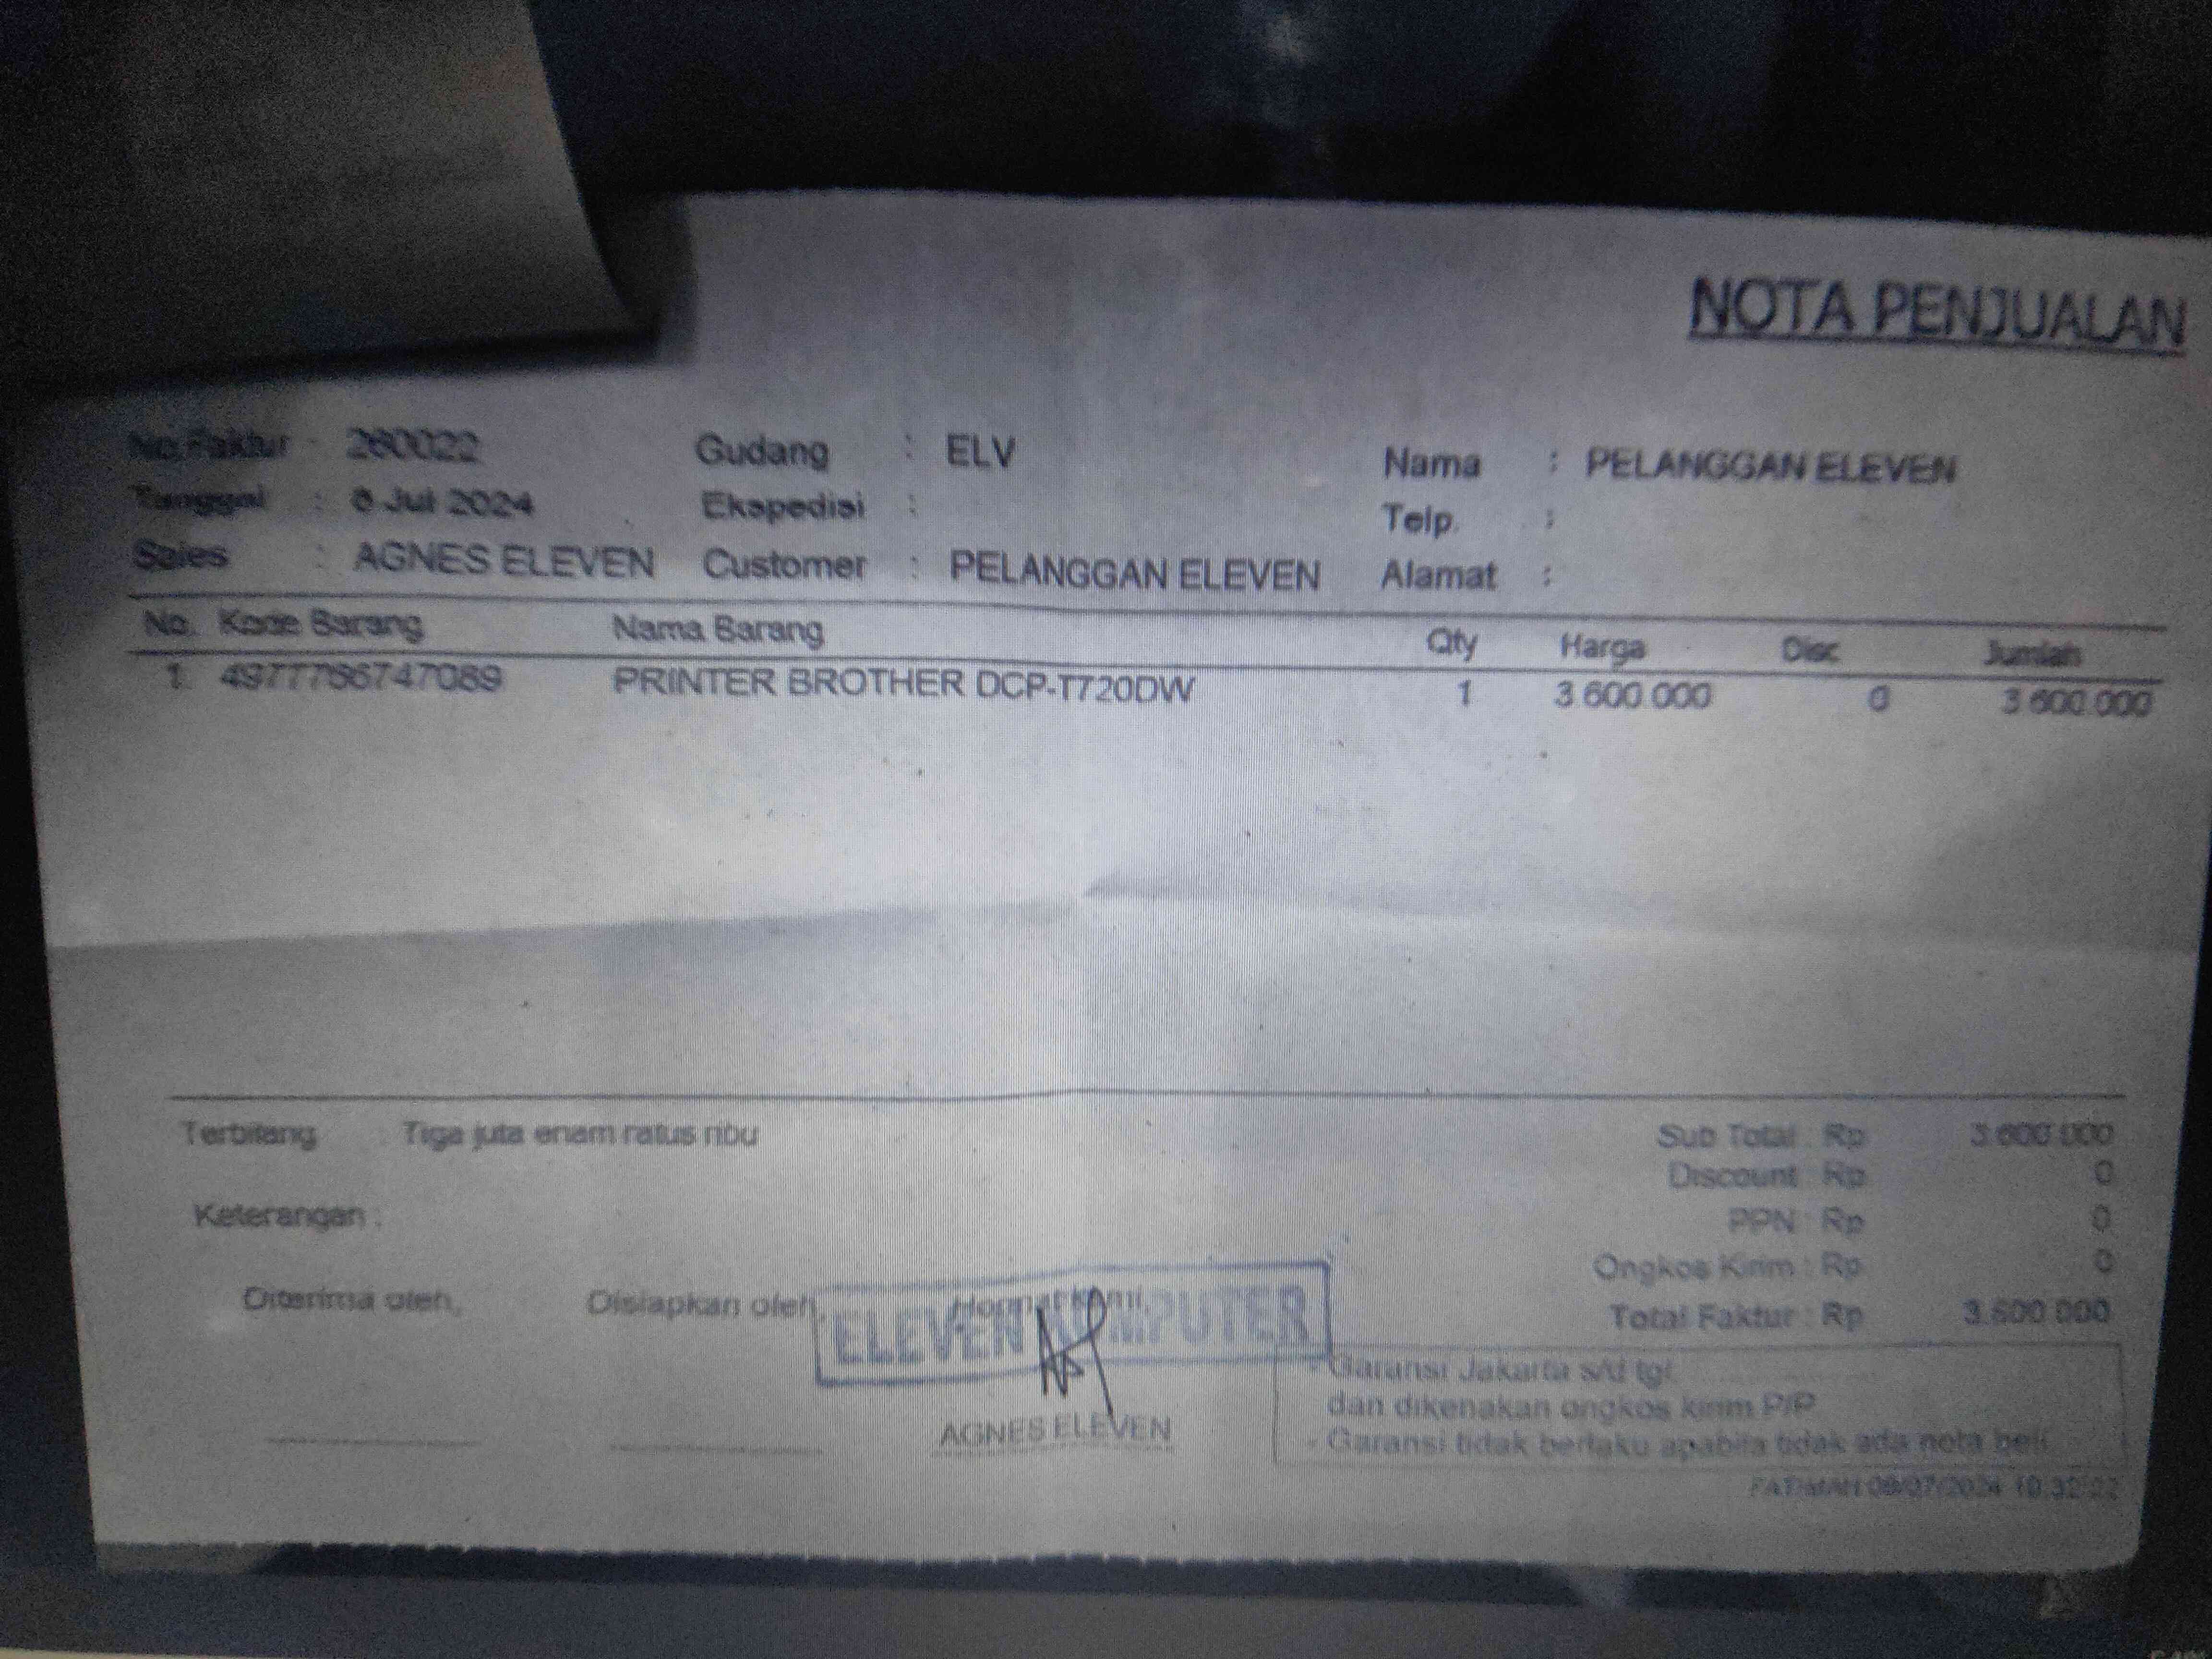 NOTA PENJUALAN
No.Faktur : 260022 Gudang : ELV Nama : PELANGGAN ELEVEN
Tanggal : Jul 2024 Ekspedisi : Telp. :
Sales : AGNES ELEVEN Customer : PELANGGAN ELEVEN Alamat :
No. Kode Barang Nama Barang Qty Harga Disc Jumlah
1. 4977766747089 PRINTER BROTHER DCP-T720DW 1 3.600.000 0 3.600.000
Terbilang : Tiga juta enam ratus ribu Sub Total : Rp 3.600.000
Discount : Rp 0
Keterangan : PPN : Rp 0
Ongkos Kirim : Rp 0
Diterima oleh, Disiapkan oleh, Hormat kami, Total Faktur : Rp 3.600.000
ELEVEN KOMPUTER
- Garansi Jakarta s/d tgl
dan dikenakan ongkos kirim P/P
AGNES ELEVEN - Garansi tidak berlaku apabila tidak ada nota beli
2024